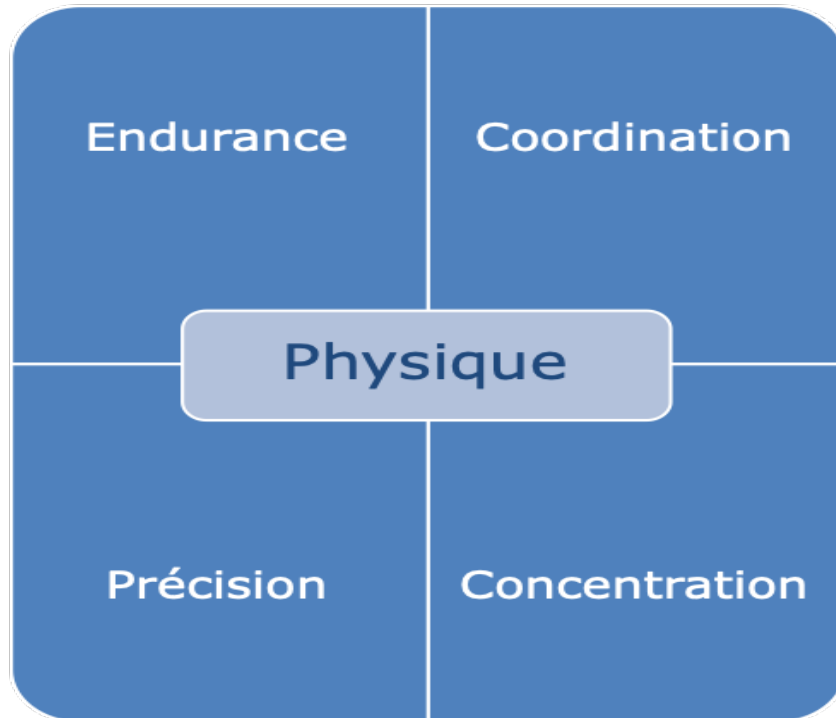 Endurance
Coordination
Physique
Précision
Concentration